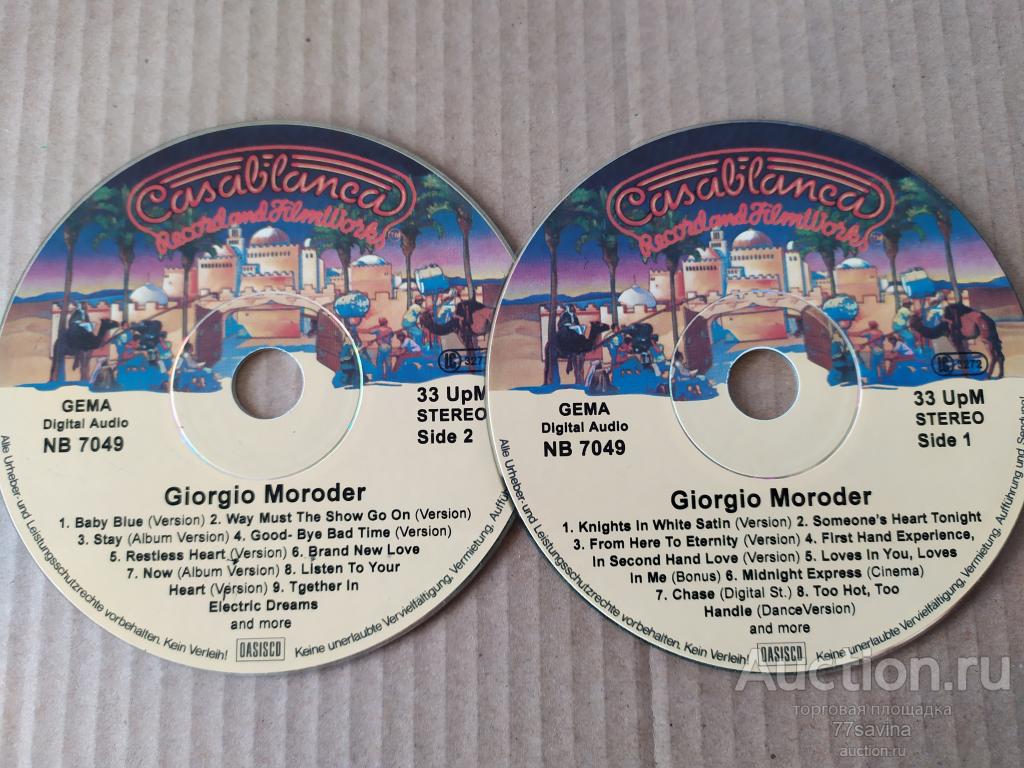 Casablanca
Record and FilmWorks
GEMA
Digital Audio
NB 7049
33 UpM
STEREO
Side 2
Giorgio Moroder
1. Baby Blue (Version) 2. Way Must The Show Go On (Version)
3. Stay (Album Version) 4. Good- Bye Bad Time (Version)
5. Restless Heart (Version) 6. Brand New Love
7. Now (Album Version) 8. Listen To Your
Heart (Version) 9. Tgether In
Electric Dreams
and more
Alle Urheber- und Leistungsschutzrechte vorbehalten. Kein Verleih!
OASISCO
Keine unerlaubte Vervielfältigung, Vermietung,
Casablanca
Record and FilmWorks
LC 3272
GEMA
Digital Audio
NB 7049
33 UpM
STEREO
Side 1
Giorgio Moroder
1. Knights In White Satin (Version) 2. Someone's Heart Tonight
3. From Here To Eternity (Version) 4. First Hand Experience,
In Second Hand Love (Version) 5. Loves In You, Loves
In Me (Bonus) 6. Midnight Express (Cinema)
7. Chase (Digital St.) 8. Too Hot, Too
Handle (DanceVersion)
and more
Alle Urheber- und Leistungsschutzrechte vorbehalten. Kein Verleih!
OASISCO
Keine unerlaubte Vervielfältigung, Vermietung, Aufführung und Sendung!
Auction.ru
торговая площадка
77savina
auction.ru